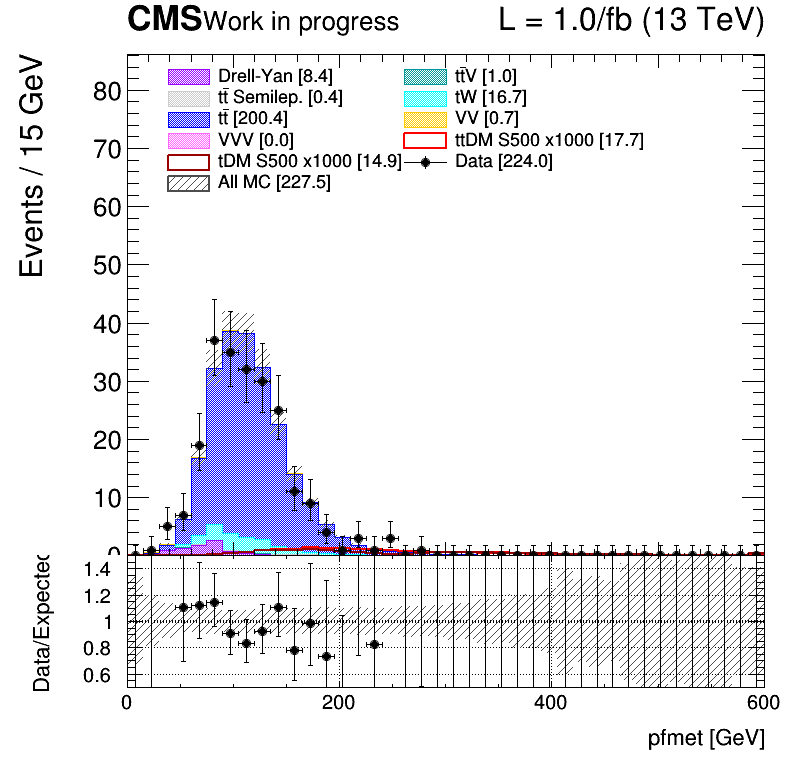 CMS Work in progress L = 1.0/fb (13 TeV)
Events / 15 GeV
80
70
60
50
40
30
20
10
0
Drell-Yan [8.4] tt̄V [1.0]
tt̄ Semilep. [0.4] tW [16.7]
tt̄ [200.4] VV [0.7]
VVV [0.0] ttDM S500 x1000 [17.7]
tDM S500 x1000 [14.9] Data [224.0]
All MC [227.5]
Data/Expected
1.4
1.2
1
0.8
0.6
0 200 400 600
pfmet [GeV]